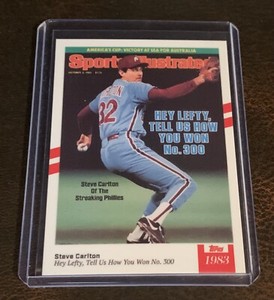 AMERICA'S CUP: VICTORY AT SEA FOR AUSTRALIA
Sports Illustrated
HEY LEFTY,
TELL US HOW
YOU WON
No. 300
32
Steve Carlton
Of The
Streaking Phillies
Steve Carlton
Hey Lefty, Tell Us How You Won No. 300
Topps
1983